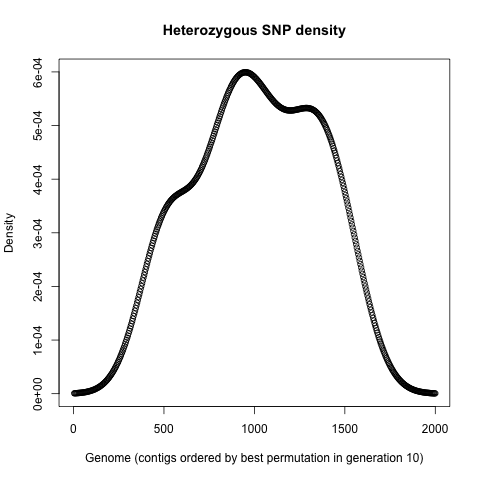 Heterozygous SNP density
Density
6e-04
5e-04
4e-04
3e-04
2e-04
1e-04
0e+00
0 500 1000 1500 2000
Genome (contigs ordered by best permutation in generation 10)